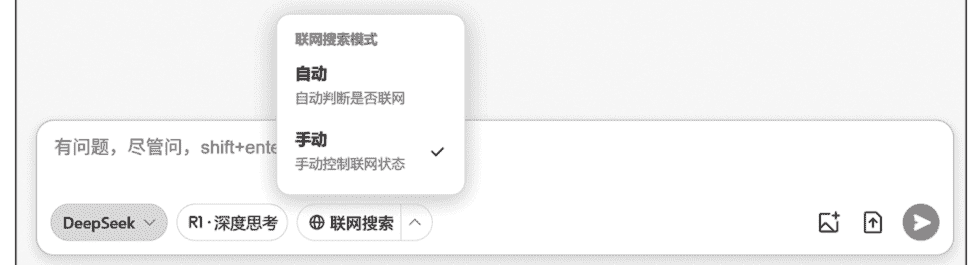 联网搜索模式
自动
自动判断是否联网
手动
手动控制联网状态
有问题，尽管问，shift+ente
DeepSeek
R1·深度思考
联网搜索